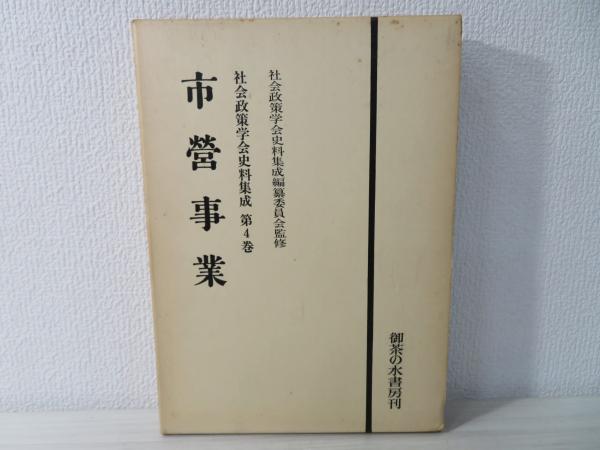 社会政策学会史料集成編纂委員会監修
社会政策学会史料集成 第4巻
市營事業
御茶の水書房刊